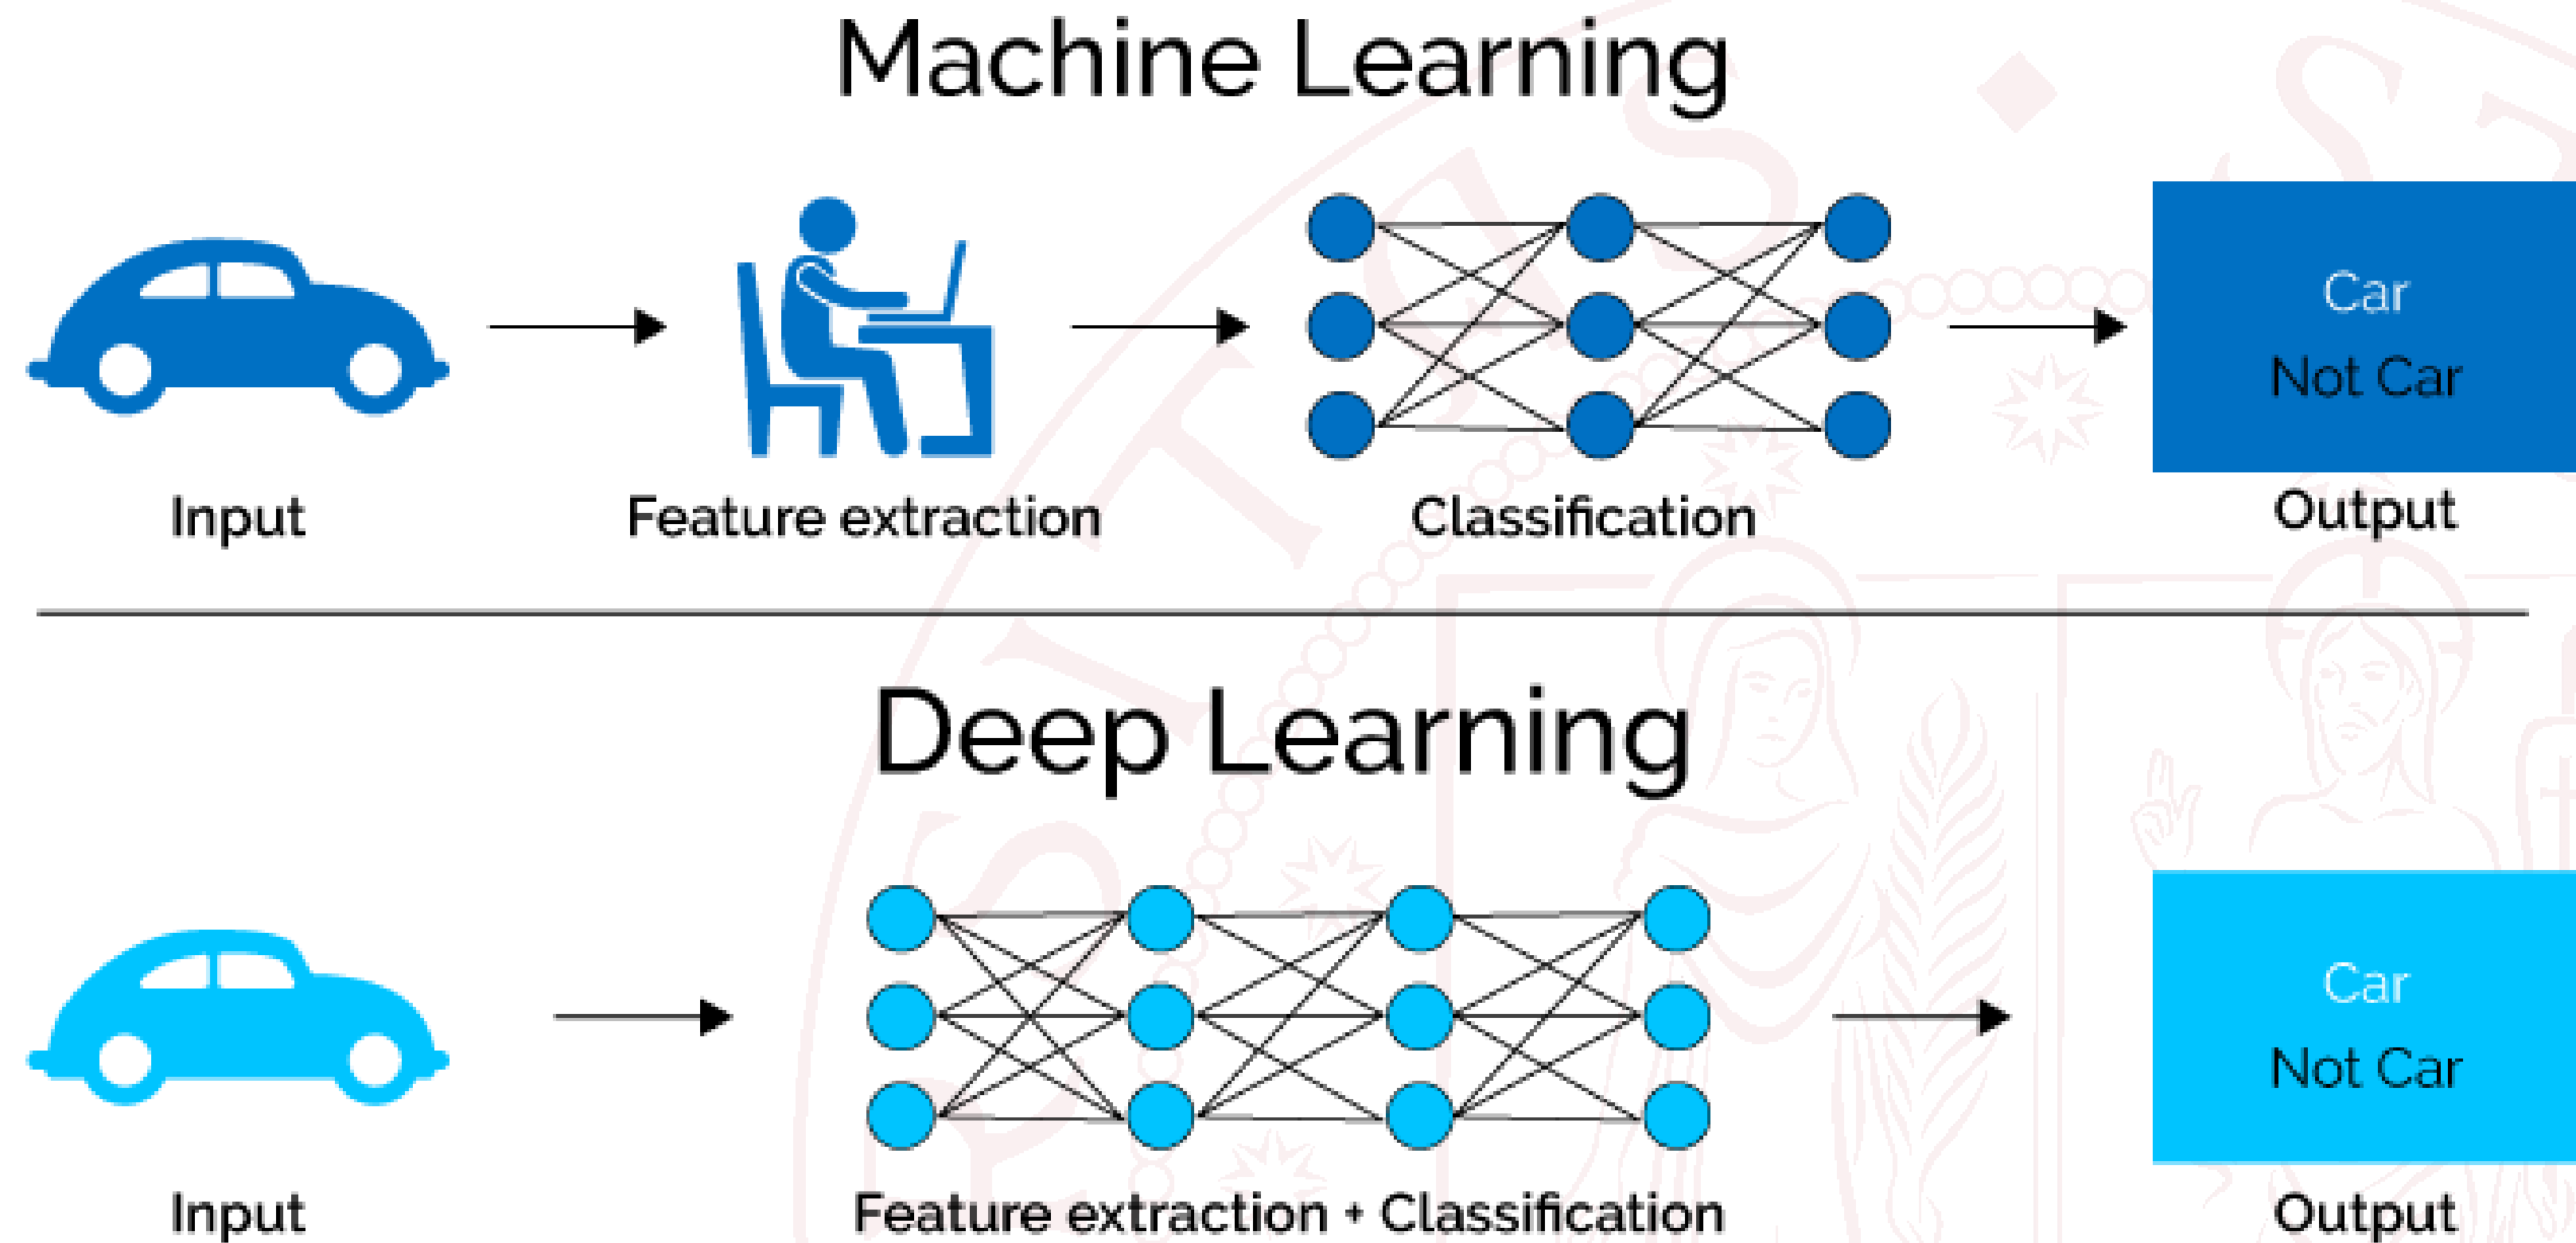 Machine Learning
Car
Not Car
Input
Feature extraction
Classification
Output
Deep Learning
Car
Not Car
Input
Feature extraction + Classification
Output